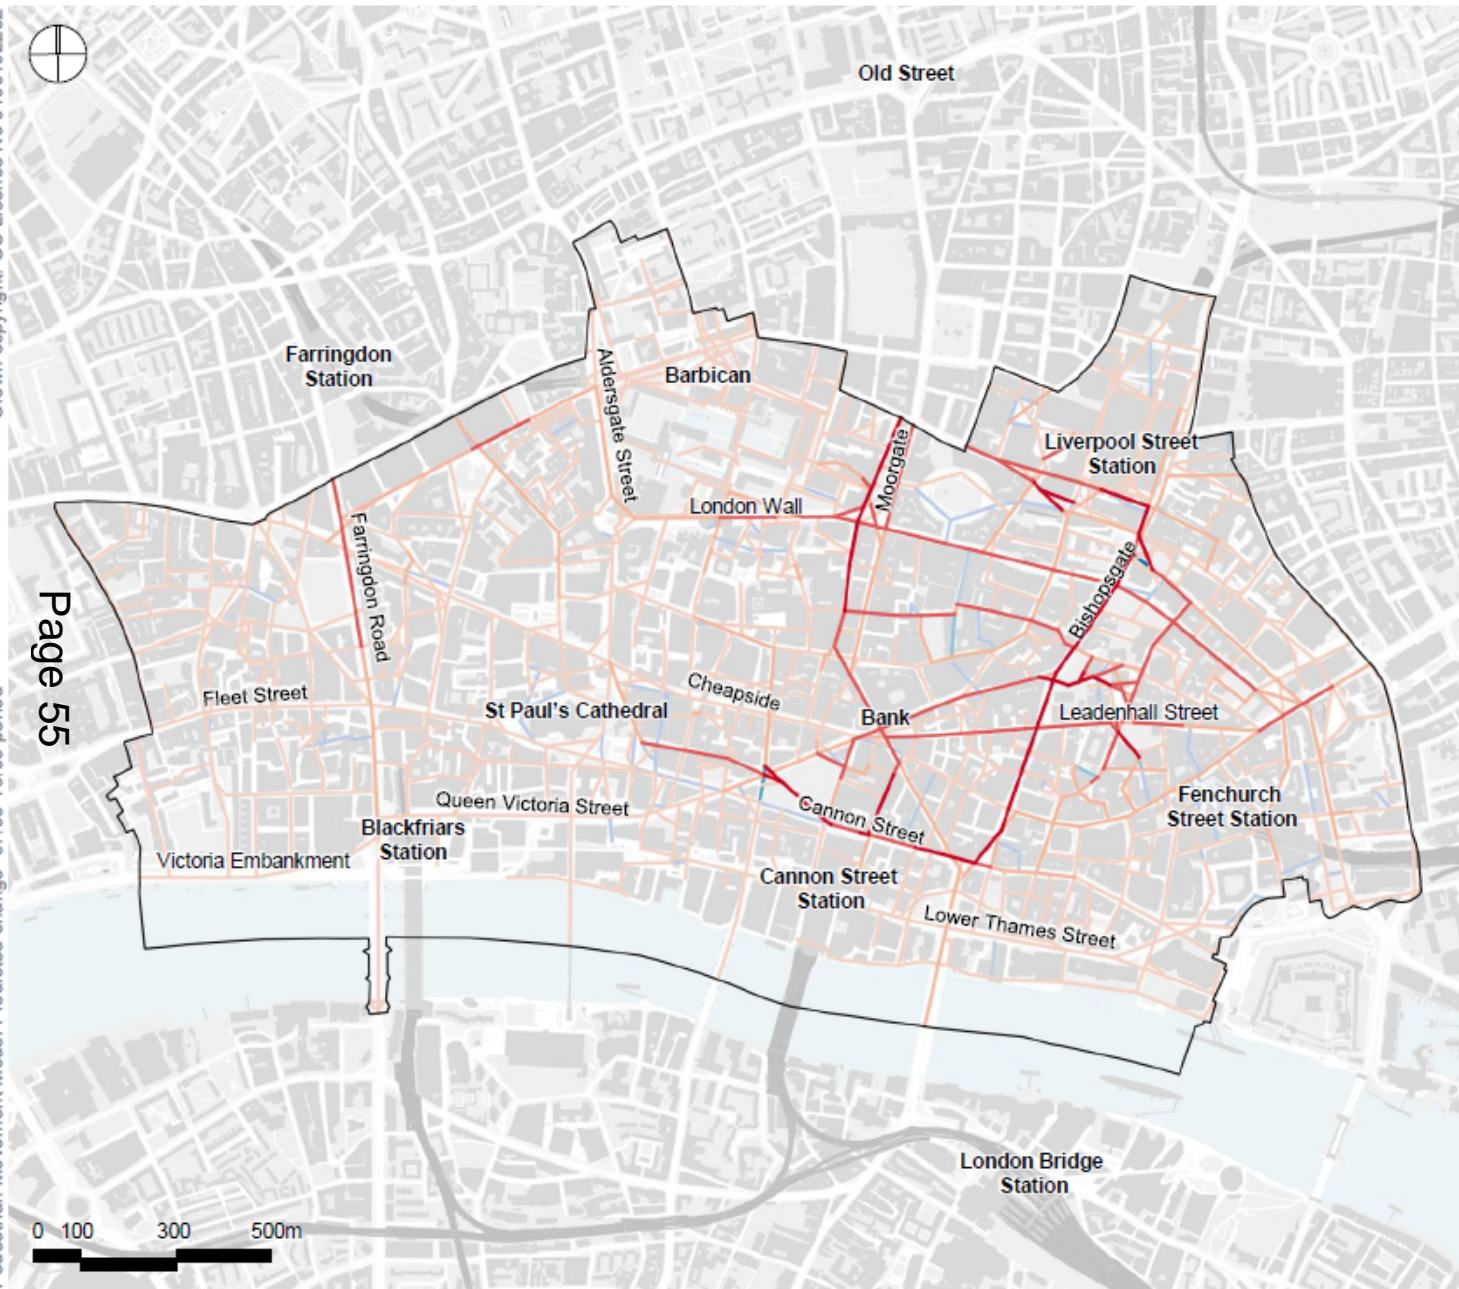 Old Street
Farringdon
Station
Barbican
Aldersgate Street
Moorgate
Liverpool Street
Station
London Wall
Farringdon Road
Bishopsgate
Page 55
Fleet Street
Cheapside
St Paul's Cathedral
Bank
Leadenhall Street
Queen Victoria Street
Cannon Street
Fenchurch
Street Station
Blackfriars
Station
Victoria Embankment
Cannon Street
Station
Lower Thames Street
London Bridge
Station
0 100 300 500m